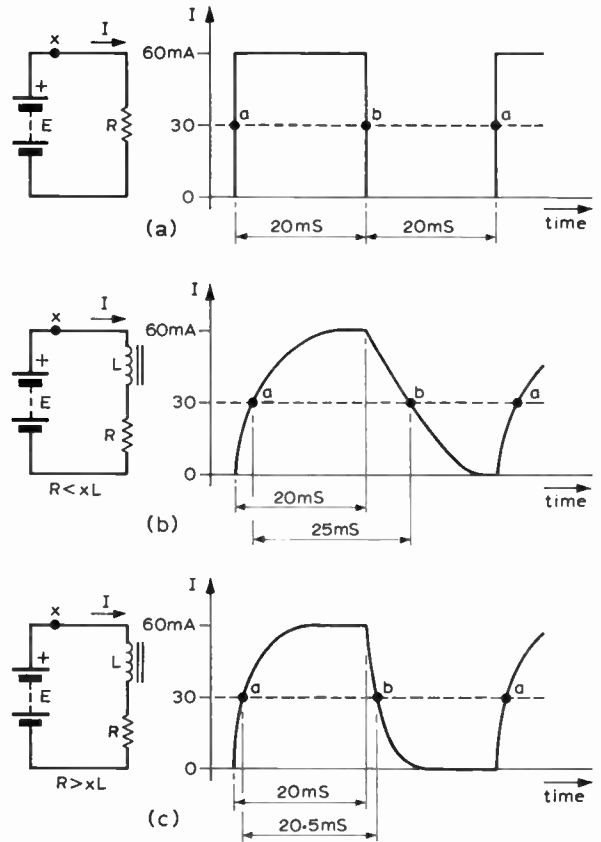 I
x I
60mA
+
E R
a b a
30
0
(a)
20mS 20mS
time
I
x I
60mA
L
+
E
R
a b a
30
0
R<xL
20mS
time
(b)
25mS
I
x I
60mA
L
+
E
R
a b a
30
0
R>xL
20mS
time
(c)
20·5mS